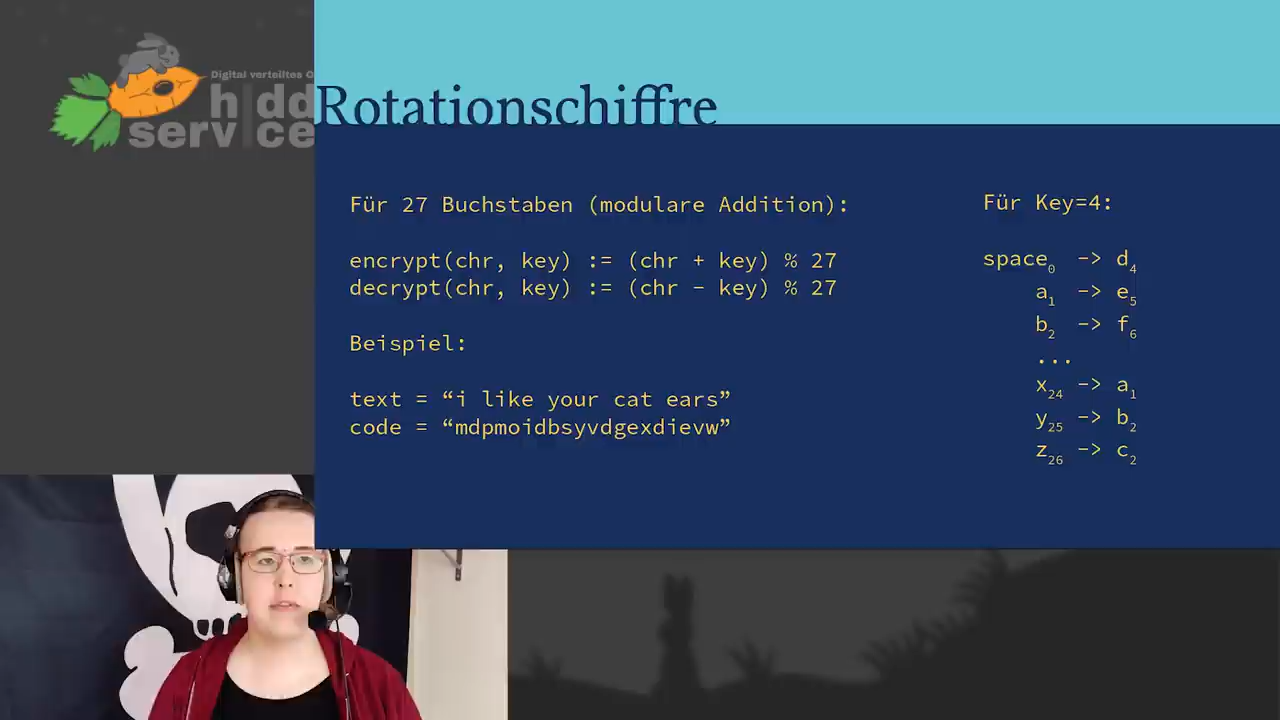 Digital verteiltes O
h|dd
serv|ce
Rotationschiffre
Für 27 Buchstaben (modulare Addition):
encrypt(chr, key) := (chr + key) % 27
decrypt(chr, key) := (chr - key) % 27
Beispiel:
text = “i like your cat ears”
code = “mdpmoidbsyvdgexdievw”
Für Key=4:
space₀ -> d₄
a₁ -> e₅
b₂ -> f₆
...
x₂₄ -> a₁
y₂₅ -> b₂
z₂₆ -> c₂